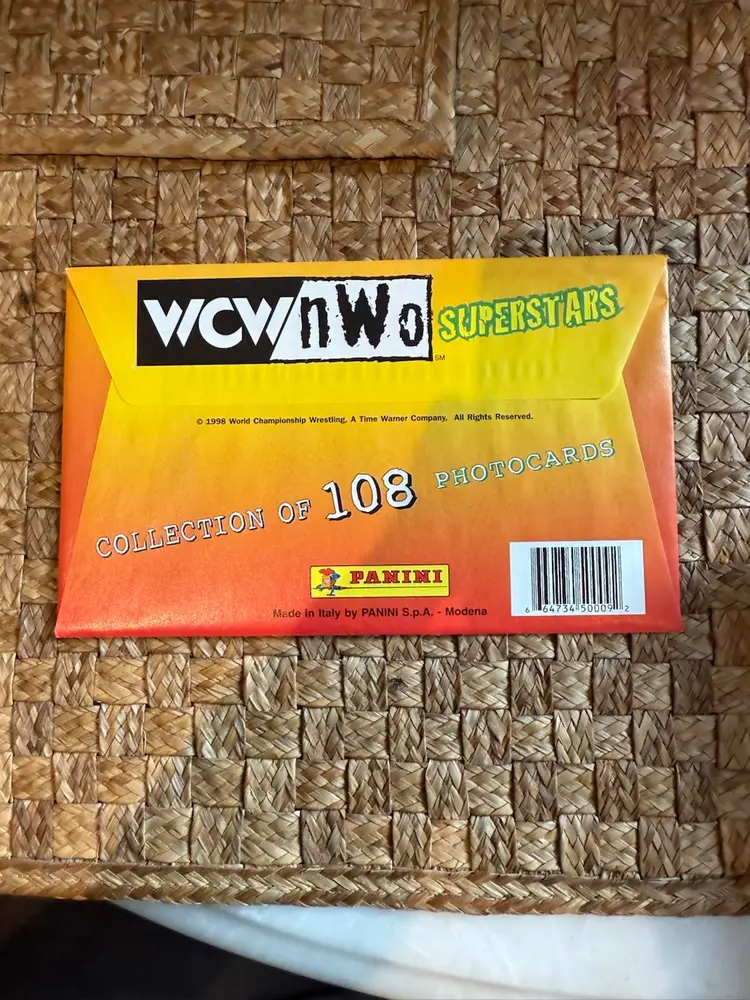 WCW/nWo SUPERSTARS
SM
© 1998 World Championship Wrestling, A Time Warner Company, All Rights Reserved.
COLLECTION OF 108 PHOTOCARDS
PANINI
Made in Italy by PANINI S.p.A. - Modena
6 64734 50009 2